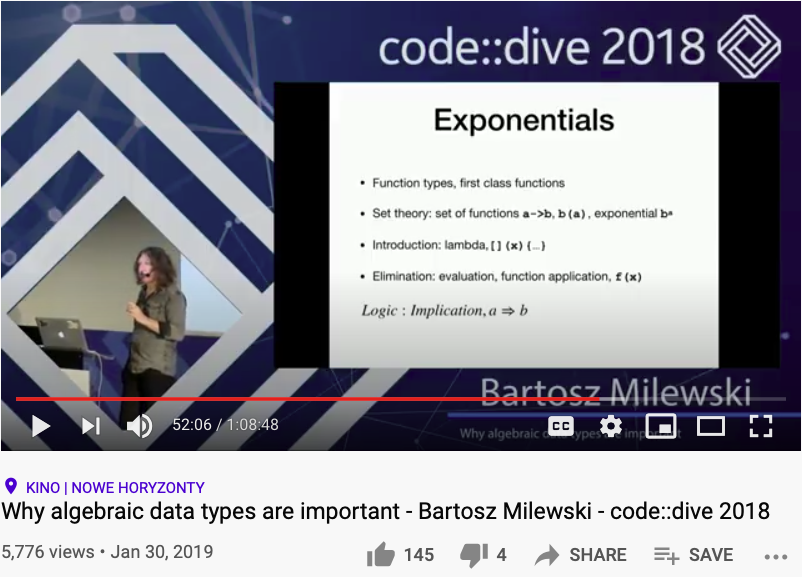 code::dive 2018
Exponentials
• Function types, first class functions
• Set theory: set of functions a->b, b(a), exponential bᵃ
• Introduction: lambda, [](x){…}
• Elimination: evaluation, function application, f(x)
Logic : Implication, a ⇒ b
Bartosz Milewski
Why algebraic data types are important
52:06 / 1:08:48
CC
KINO | NOWE HORYZONTY
Why algebraic data types are important - Bartosz Milewski - code::dive 2018
5,776 views • Jan 30, 2019
145
4
SHARE
SAVE